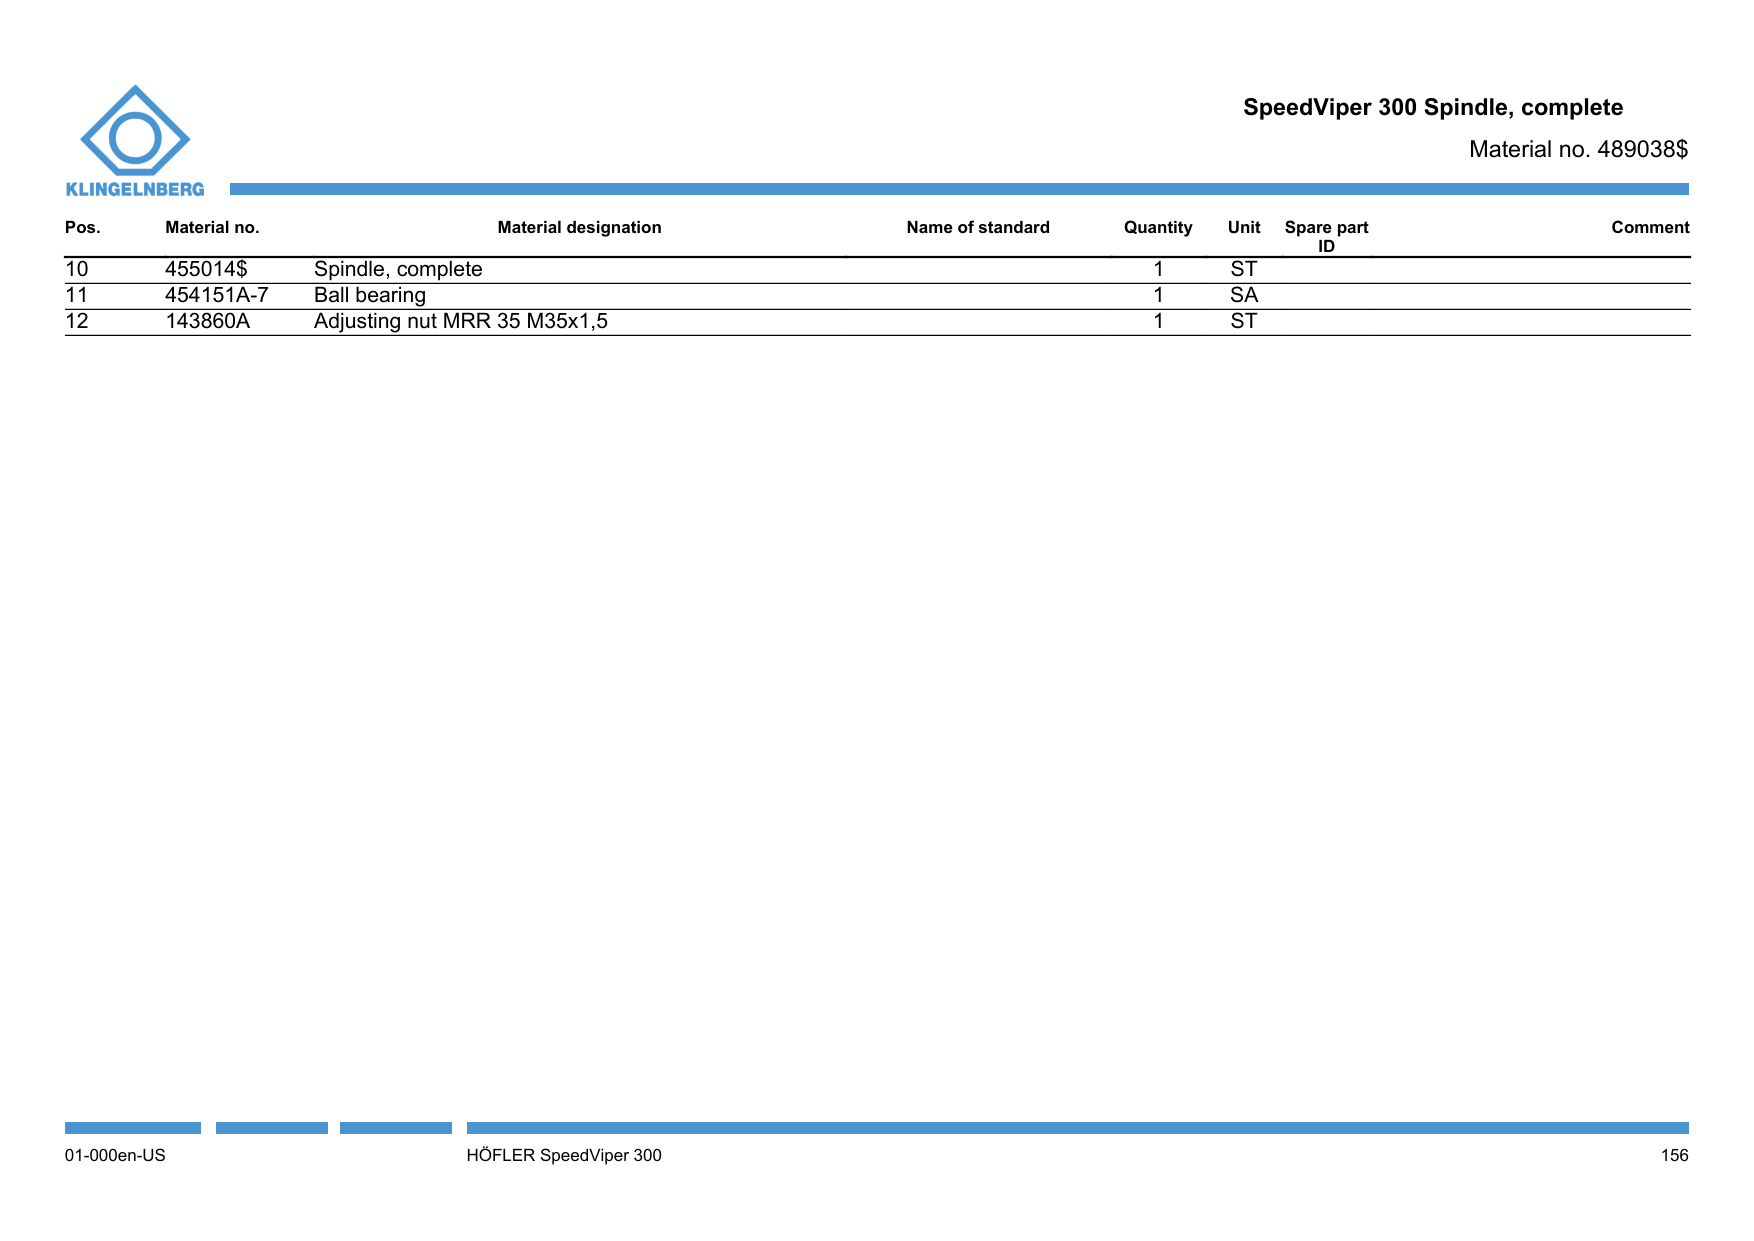 KLINGELNBERG
SpeedViper 300 Spindle, complete
Material no. 489038$
Pos. Material no. Material designation Name of standard Quantity Unit Spare part ID Comment
10 455014$ Spindle, complete 1 ST
11 454151A-7 Ball bearing 1 SA
12 143860A Adjusting nut MRR 35 M35x1,5 1 ST
01-000en-US HÖFLER SpeedViper 300 156